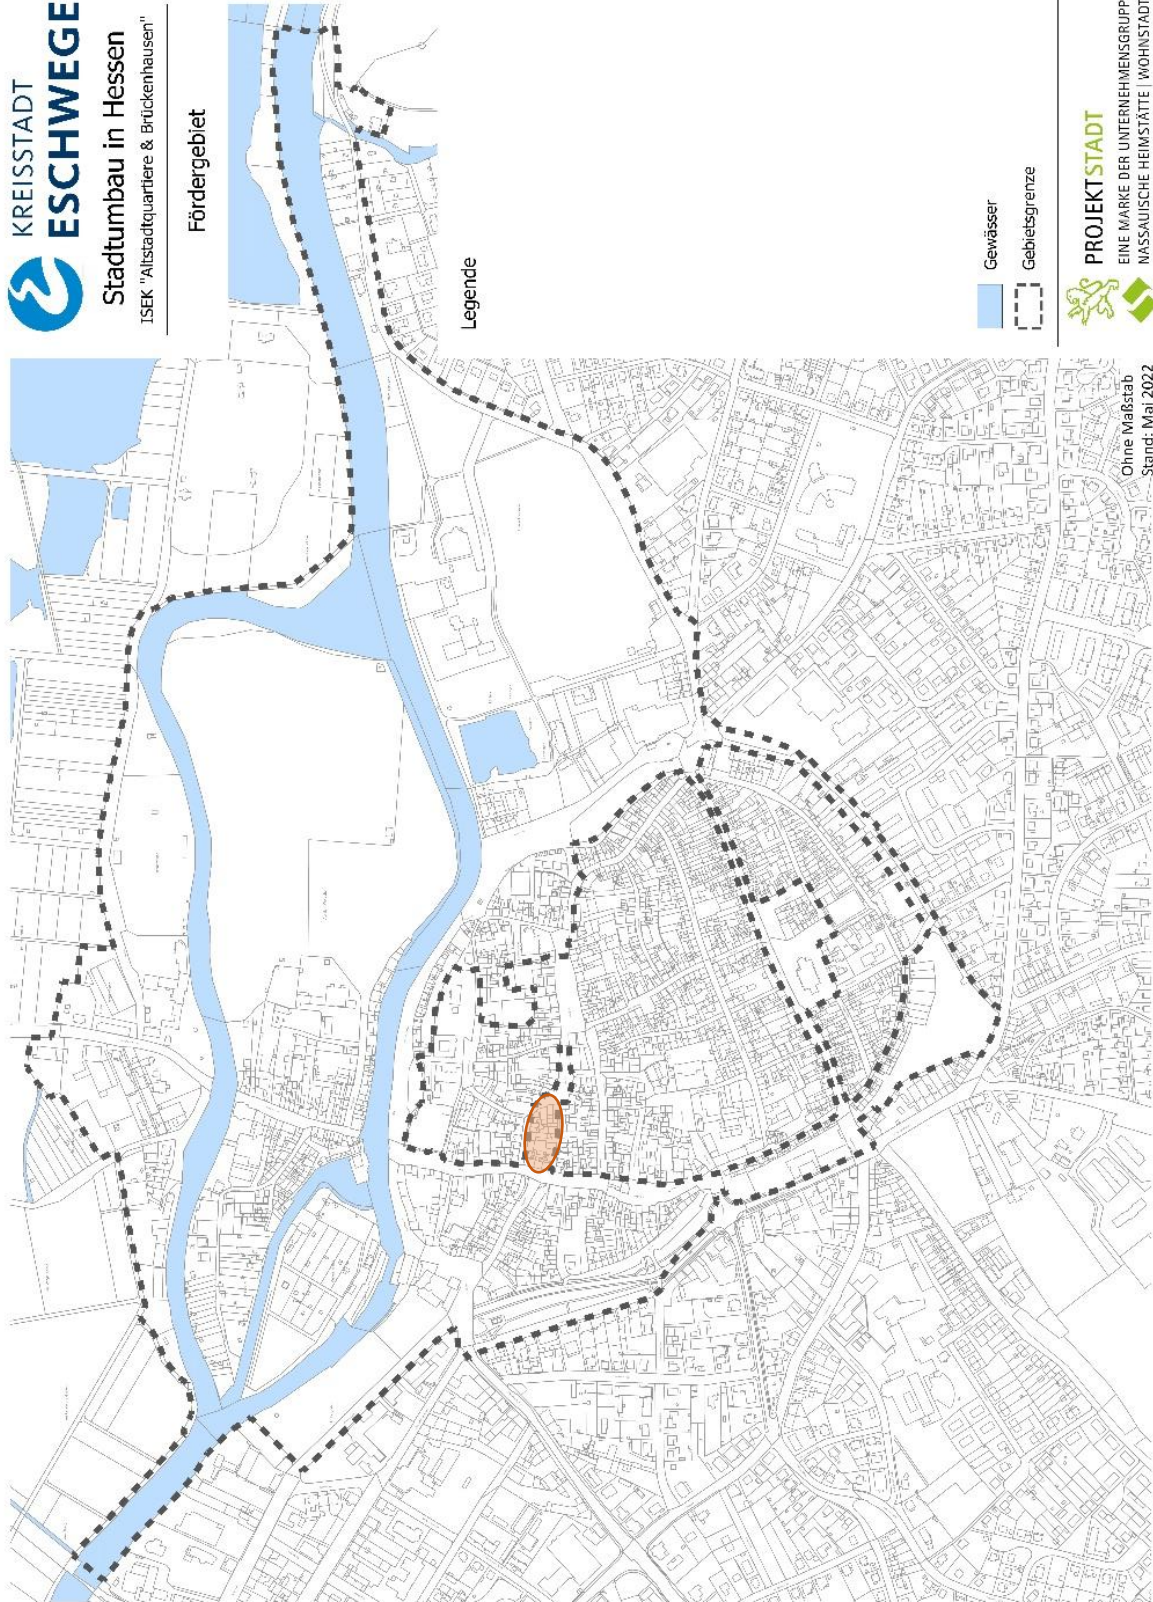 KREISSTADT
ESCHWEGE
Stadtumbau in Hessen
ISEK "Altstadtquartiere & Brückenhausen"
Fördergebiet
Legende
Gewässer
Gebietsgrenze
PROJEKTSTADT
EINE MARKE DER UNTERNEHMENSGRUPP
NASSAUISCHE HEIMSTÄTTE | WOHNSTADT
Ohne Maßstab
Stand: Mai 2022